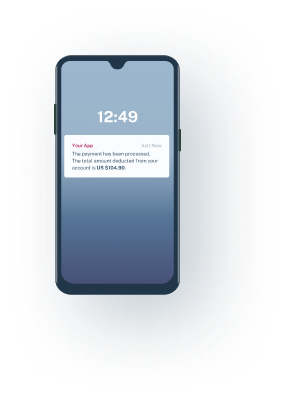 12:49
Your App Just Now
The payment has been processed.
The total amount deducted from your
account is US $104.90.